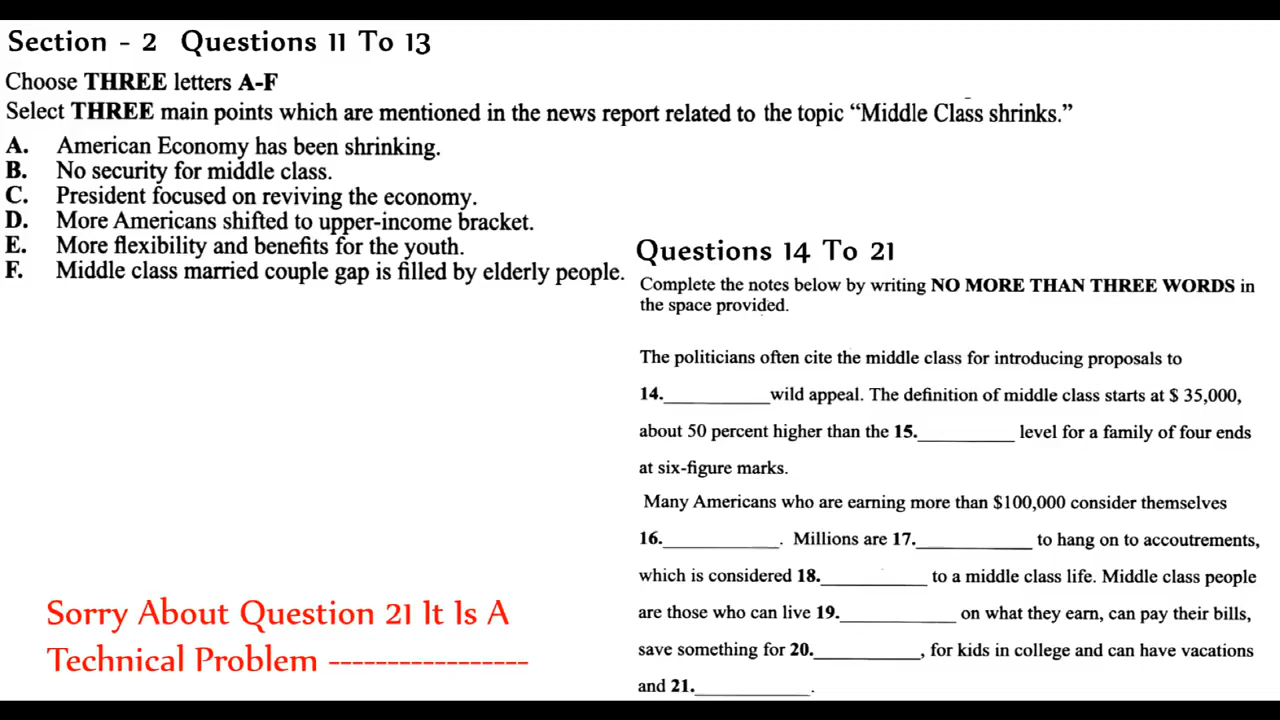 Section - 2 Questions 11 To 13
Choose THREE letters A-F
Select THREE main points which are mentioned in the news report related to the topic “Middle Class shrinks.”
A. American Economy has been shrinking.
B. No security for middle class.
C. President focused on reviving the economy.
D. More Americans shifted to upper-income bracket.
E. More flexibility and benefits for the youth.
F. Middle class married couple gap is filled by elderly people.
Questions 14 To 21
Complete the notes below by writing NO MORE THAN THREE WORDS in
the space provided.
The politicians often cite the middle class for introducing proposals to
14.__________wild appeal. The definition of middle class starts at $ 35,000,
about 50 percent higher than the 15.__________ level for a family of four ends
at six-figure marks.
Many Americans who are earning more than $100,000 consider themselves
16.__________. Millions are 17.__________ to hang on to accoutrements,
which is considered 18.__________ to a middle class life. Middle class people
are those who can live 19.__________ on what they earn, can pay their bills,
save something for 20.__________, for kids in college and can have vacations
and 21.__________.
Sorry About Question 21 It Is A
Technical Problem -----------------